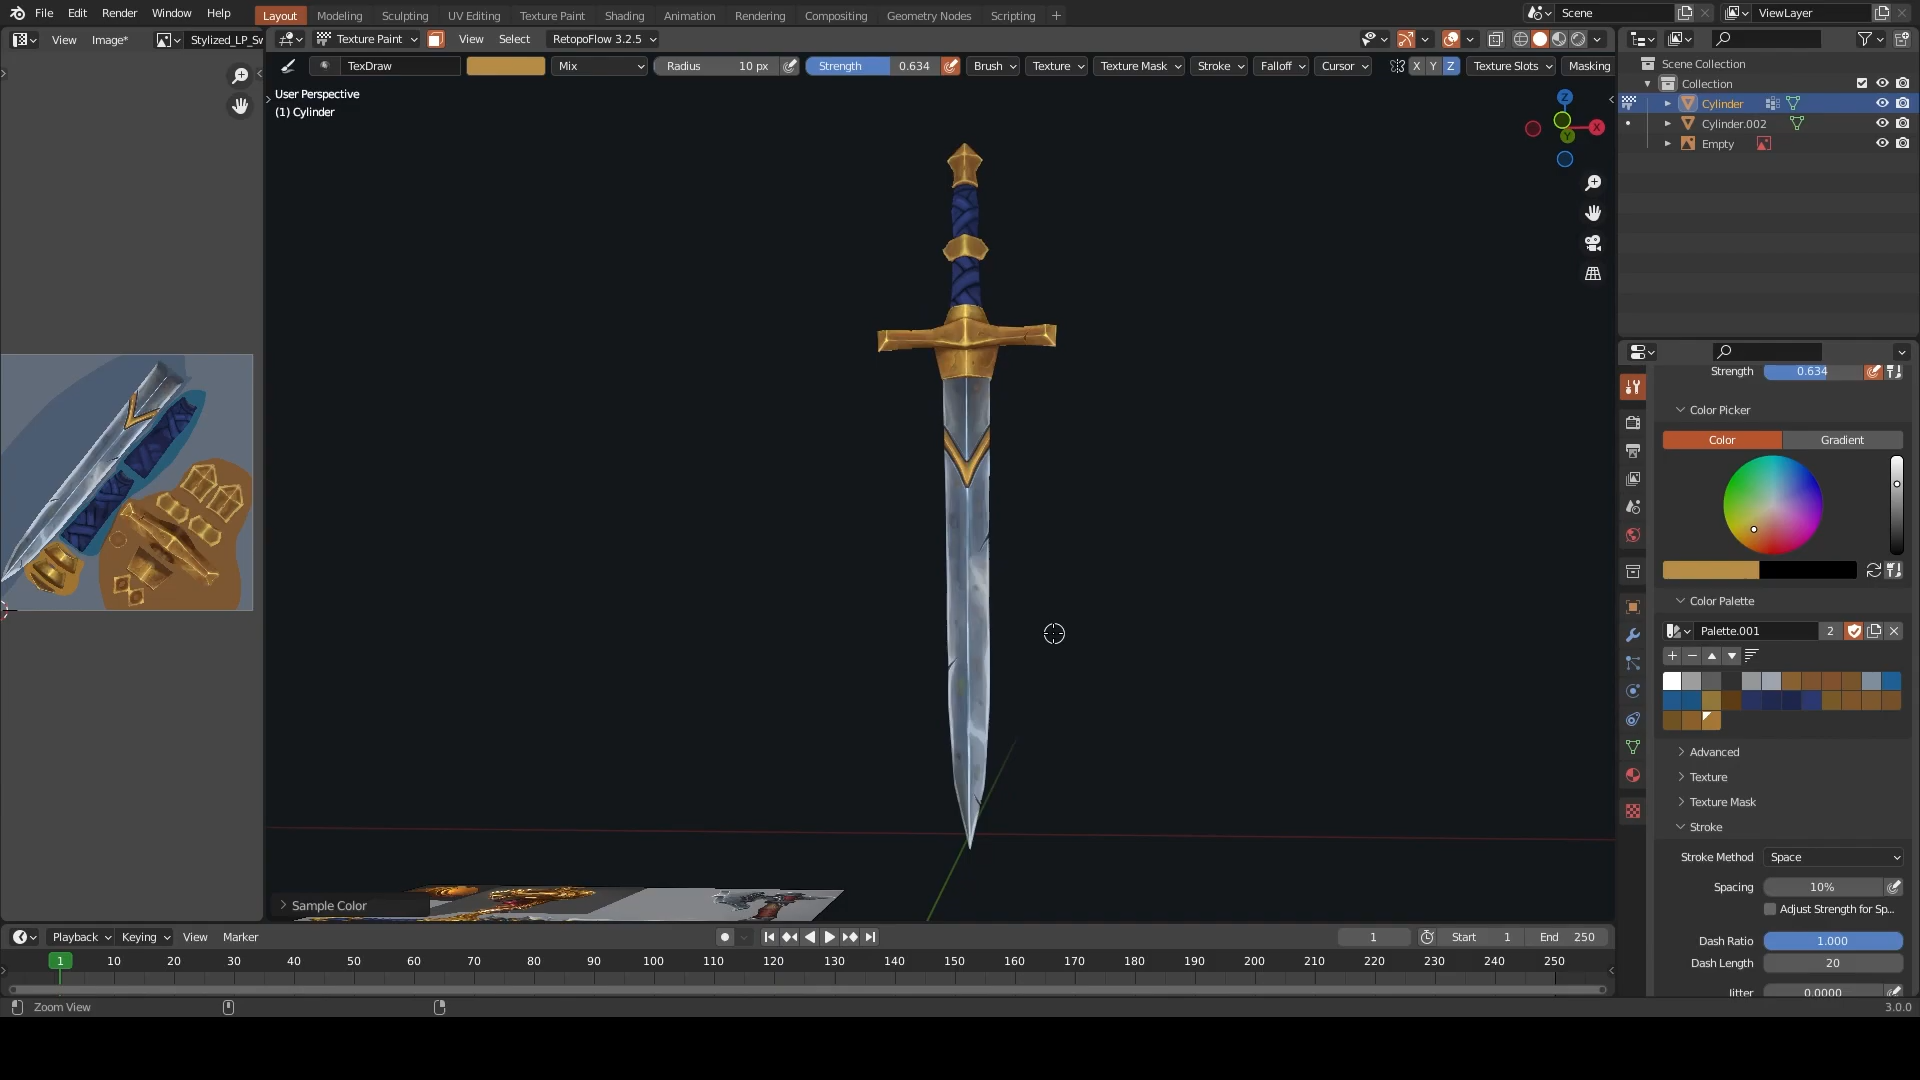 File Edit Render Window Help Layout Modeling Sculpting UV Editing Texture Paint Shading Animation Rendering Compositing Geometry Nodes Scripting + Scene ViewLayer
View Image* Stylized_LP_Sw Texture Paint View Select RetopoFlow 3.2.5
TexDraw Mix Radius 10 px Strength 0.634 Brush Texture Texture Mask Stroke Falloff Cursor X Y Z Texture Slots Masking
User Perspective
(1) Cylinder
Z
X
Y
Scene Collection
Collection
Cylinder
Cylinder.002
Empty
Strength 0.634
Color Picker
Color Gradient
Color Palette
Palette.001 2
Advanced
Texture
Texture Mask
Stroke
Stroke Method Space
Spacing 10%
Adjust Strength for Sp...
Dash Ratio 1.000
Dash Length 20
Jitter 0.0000
Sample Color
Playback Keying View Marker 1 Start 1 End 250
1 10 20 30 40 50 60 70 80 90 100 110 120 130 140 150 160 170 180 190 200 210 220 230 240 250
Zoom View 3.0.0